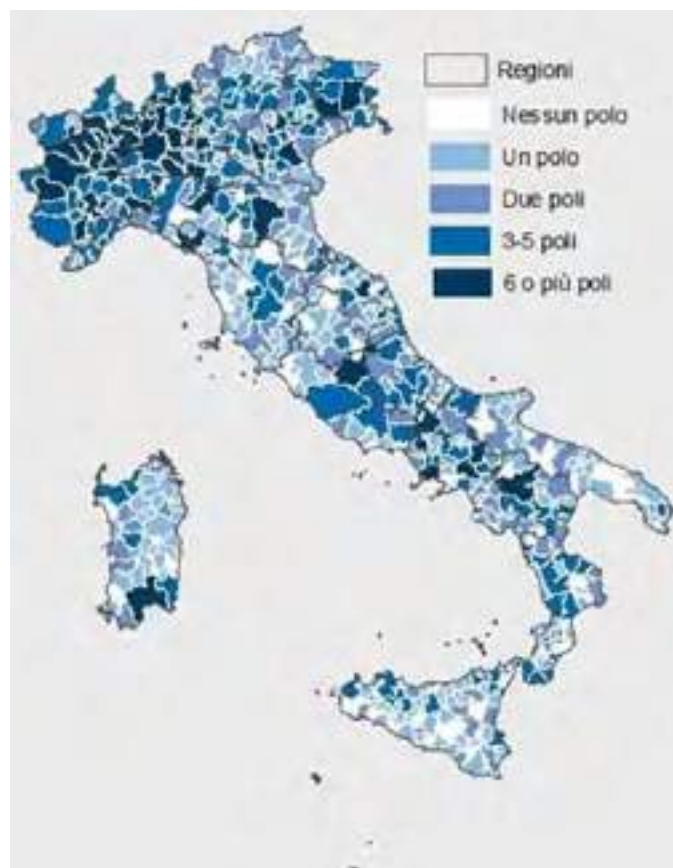 Regioni
Nessun polo
Un polo
Due poli
3-5 poli
6 o più poli